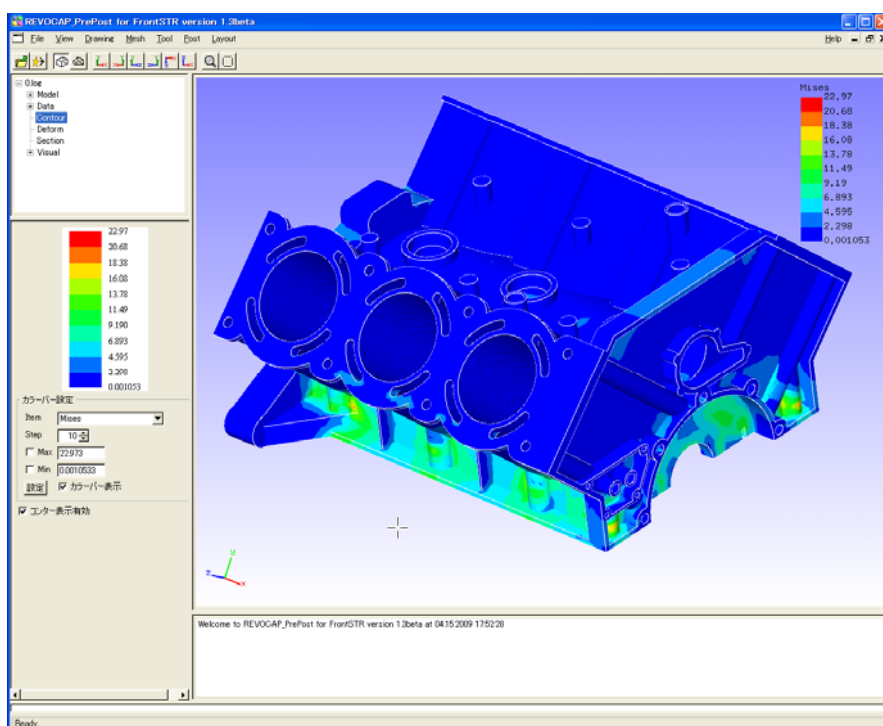 REVOCAP_PrePost for FrontSTR version 1.3beta
File View Drawing Mesh Tool Post Layout Help
0.log
Model
Data
Contour
Deform
Section
Visual
Mises
22.97
20.68
18.38
16.08
13.78
11.49
9.19
6.893
4.595
2.298
0.001053
22.97
20.68
18.38
16.08
13.78
11.49
9.190
6.893
4.595
2.298
0.001053
カラーバー設定
Item Mises
Step 10
Max 22.973
Min 0.0010533
設定 カラーバー表示
コンター表示有効
y
z
x
Welcome to REVOCAP_PrePost for FrontSTR version 1.3beta at 04.15.2009 17:52:28
Ready